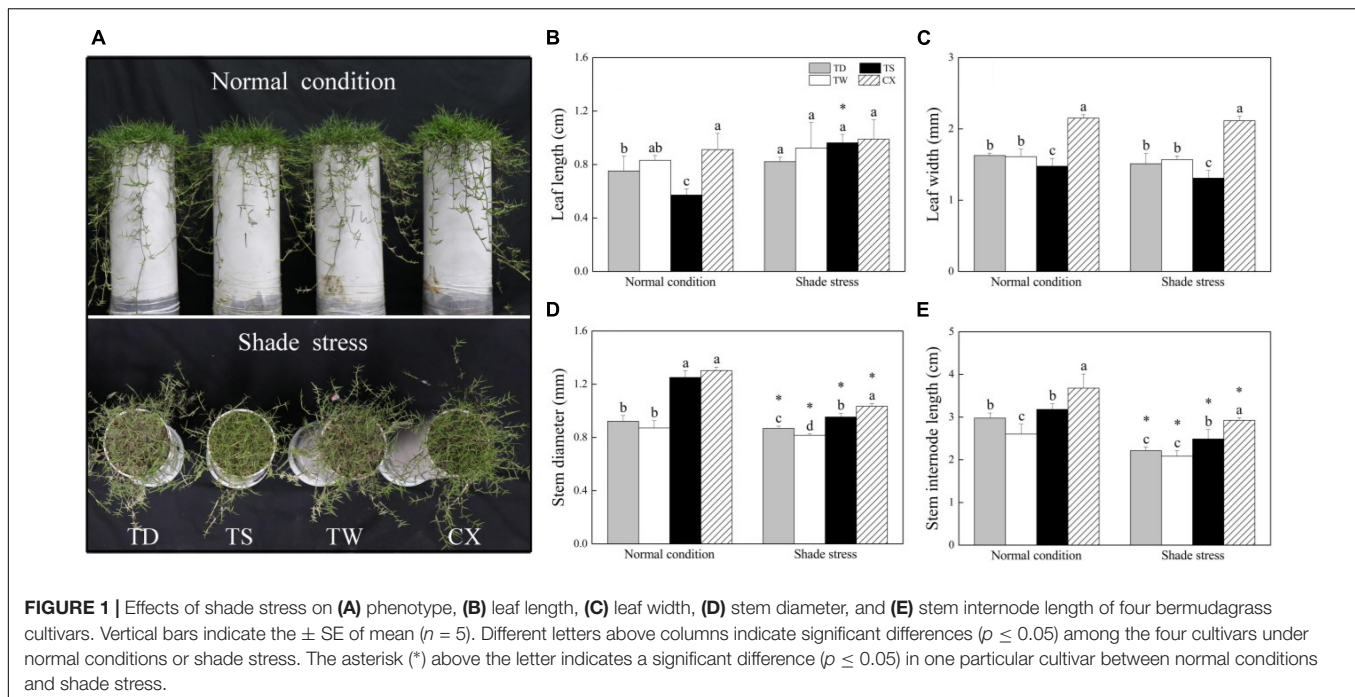 A
Normal condition
TS
1
TW
4
Shade stress
TD TS TW CX
B
1.6
1.2
0.8
0.4
0.0
Leaf length (cm)
TD TS
TW CX
b ab c a
a a * a a
Normal condition Shade stress
C
3
2
1
0
Leaf width (mm)
b b c a
b b c a
Normal condition Shade stress
D
1.6
1.2
0.8
0.4
0.0
Stem diameter (mm)
b b a a
* * * *
c d b a
Normal condition Shade stress
E
5
4
3
2
1
0
Stem internode length (cm)
b c b a
* * * *
c c b a
Normal condition Shade stress
FIGURE 1 | Effects of shade stress on (A) phenotype, (B) leaf length, (C) leaf width, (D) stem diameter, and (E) stem internode length of four bermudagrass
cultivars. Vertical bars indicate the ± SE of mean (n = 5). Different letters above columns indicate significant differences (p ≤ 0.05) among the four cultivars under
normal conditions or shade stress. The asterisk (*) above the letter indicates a significant difference (p ≤ 0.05) in one particular cultivar between normal conditions
and shade stress.